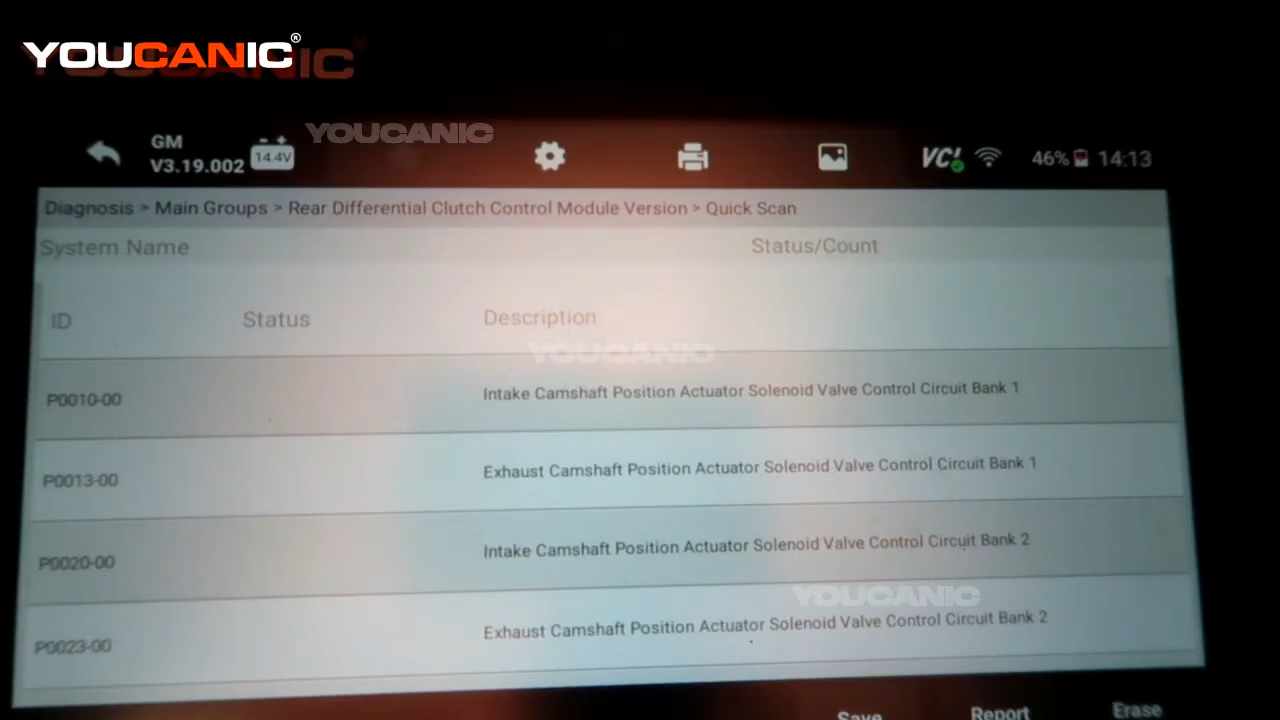 YOUCANIC®
YOUCANIC
GM
V3.19.002
14.4V
VCI
46%
14:13
Diagnosis > Main Groups > Rear Differential Clutch Control Module Version > Quick Scan
System Name Status/Count
ID Status Description
YOUCANIC
P0010-00 Intake Camshaft Position Actuator Solenoid Valve Control Circuit Bank 1
P0013-00 Exhaust Camshaft Position Actuator Solenoid Valve Control Circuit Bank 1
P0020-00 Intake Camshaft Position Actuator Solenoid Valve Control Circuit Bank 2
YOUCANIC
P0023-00 Exhaust Camshaft Position Actuator Solenoid Valve Control Circuit Bank 2
Save Report Erase